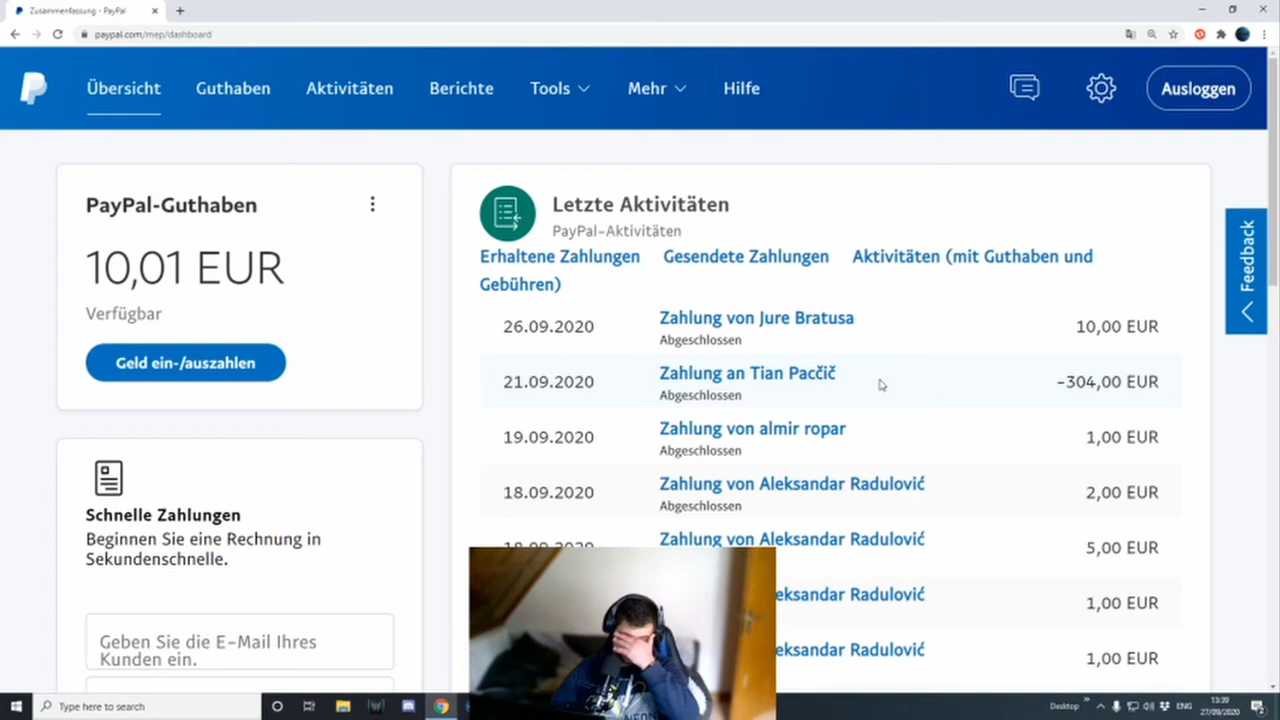 Zusammenfassung - PayPal
paypal.com/mep/dashboard
Übersicht
Guthaben
Aktivitäten
Berichte
Tools
Mehr
Hilfe
Ausloggen
PayPal-Guthaben
10,01 EUR
Verfügbar
Geld ein-/auszahlen
Schnelle Zahlungen
Beginnen Sie eine Rechnung in
Sekundenschnelle.
Geben Sie die E-Mail Ihres
Kunden ein.
Letzte Aktivitäten
PayPal-Aktivitäten
Erhaltene Zahlungen Gesendete Zahlungen Aktivitäten (mit Guthaben und
Gebühren)
26.09.2020 Zahlung von Jure Bratusa 10,00 EUR
Abgeschlossen
21.09.2020 Zahlung an Tian Pacčič -304,00 EUR
Abgeschlossen
19.09.2020 Zahlung von almir ropar 1,00 EUR
Abgeschlossen
18.09.2020 Zahlung von Aleksandar Radulović 2,00 EUR
Abgeschlossen
Zahlung von Aleksandar Radulović 5,00 EUR
eksandar Radulović 1,00 EUR
eksandar Radulović 1,00 EUR
Feedback
Type here to search
Desktop
ENG
13:39
27/09/2020